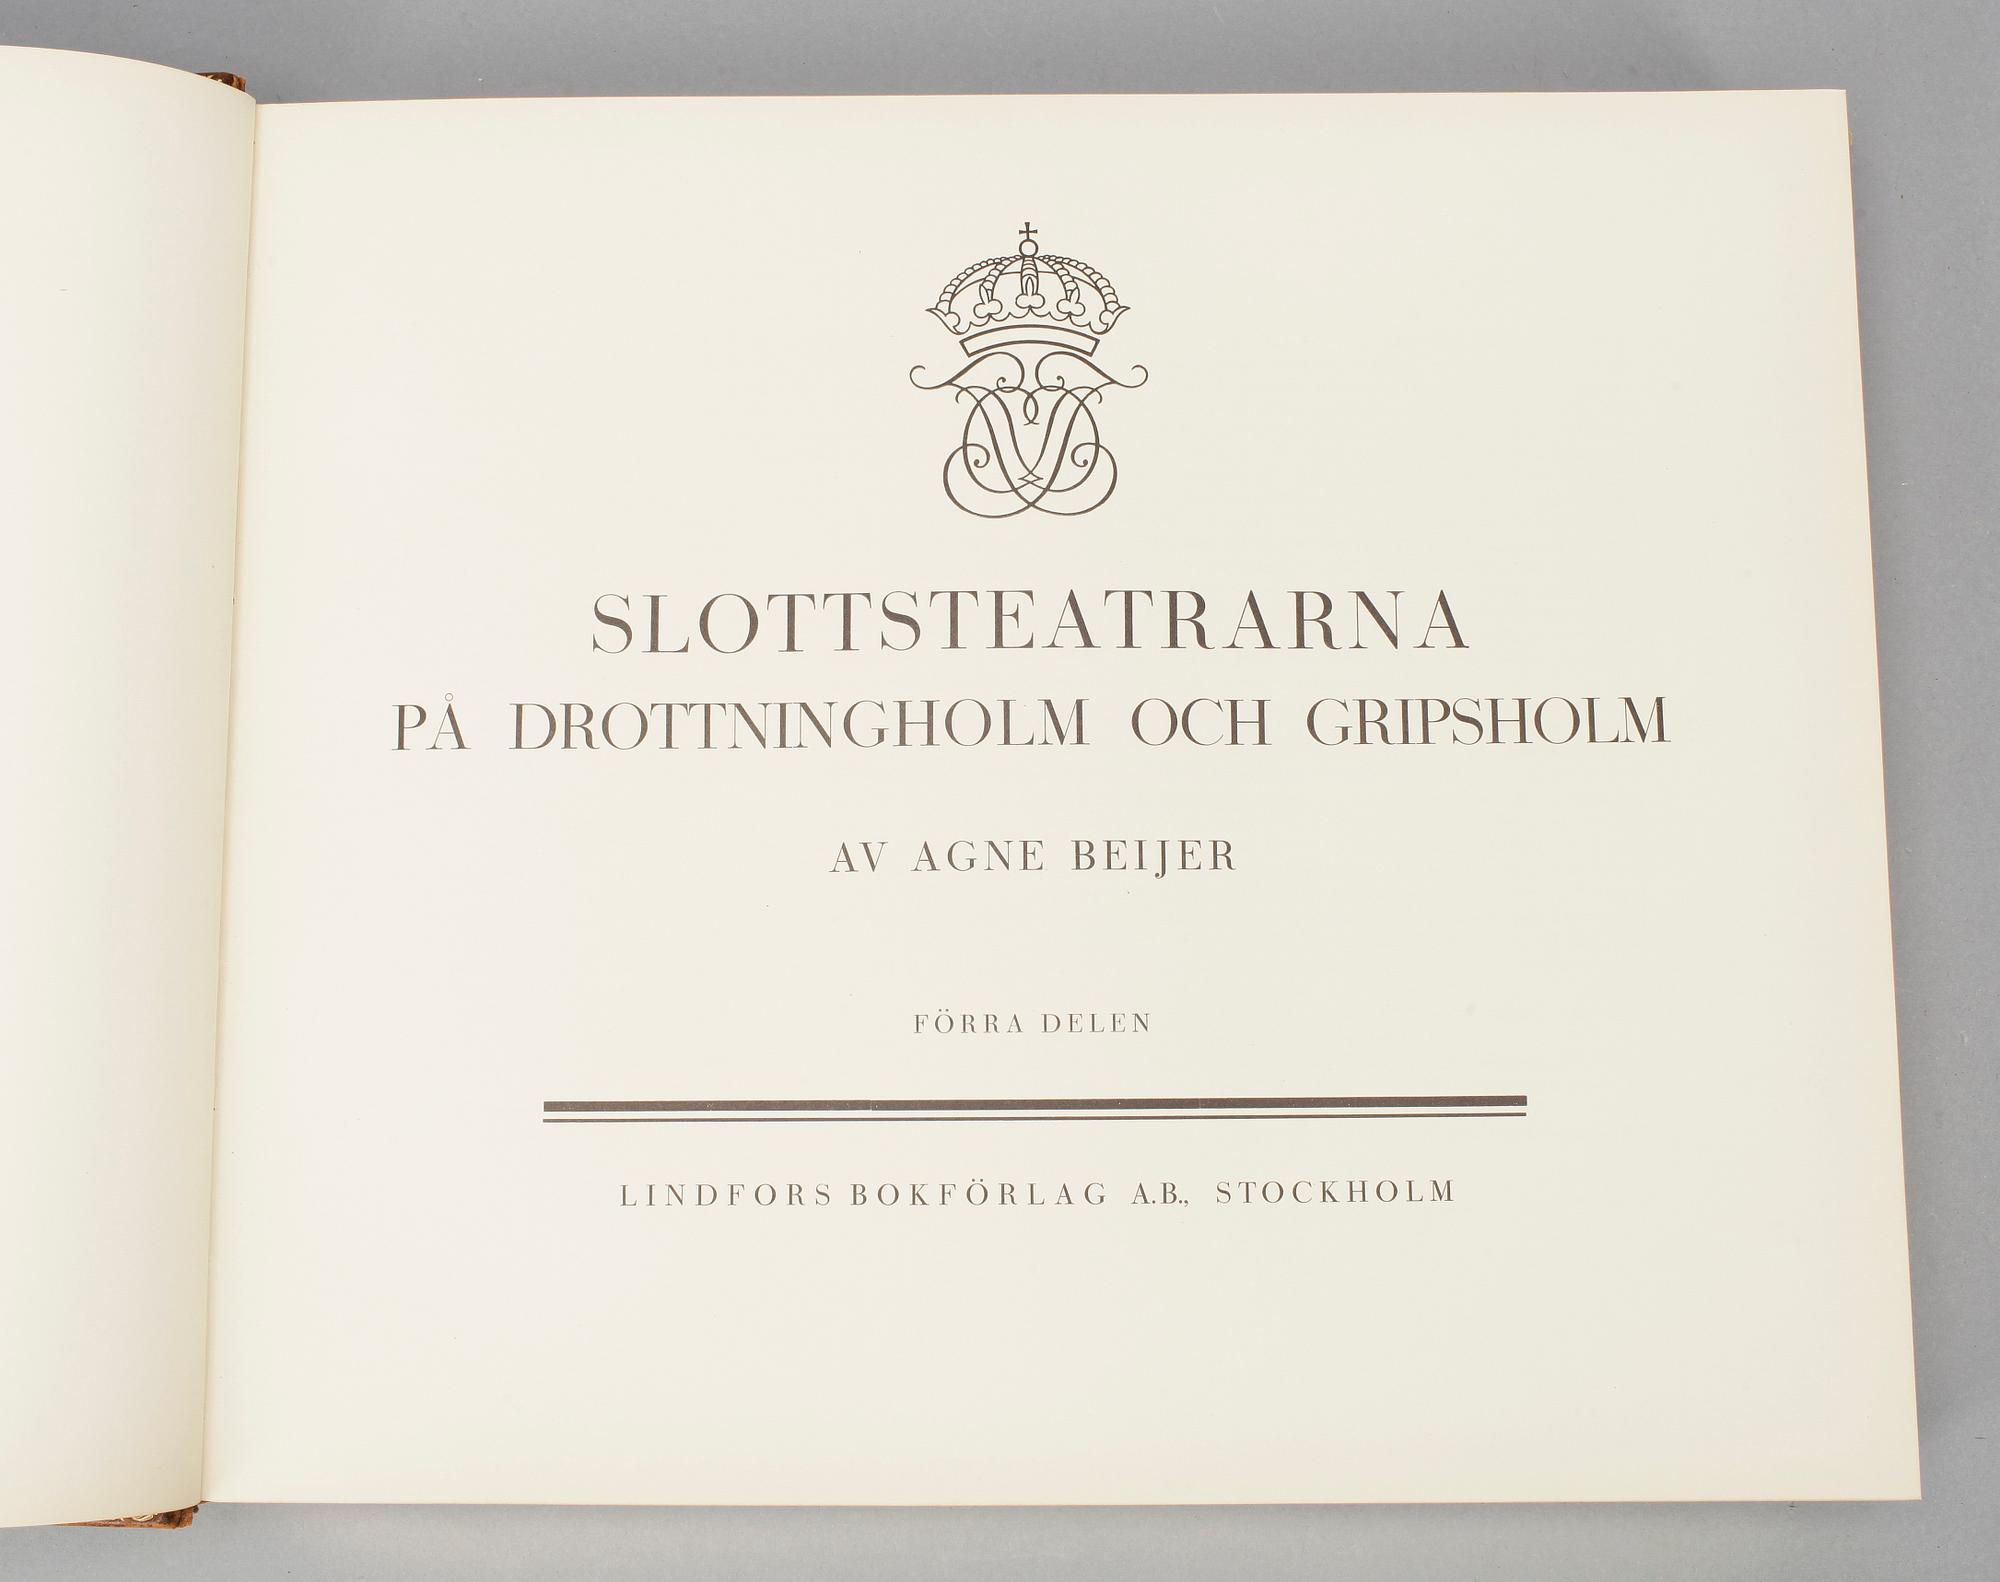 SLOTTSTEATRARNA
PÅ DROTTNINGHOLM OCH GRIPSHOLM
AV AGNE BEIJER
FÖRRA DELEN
LINDFORS BOKFÖRLAG A.B., STOCKHOLM